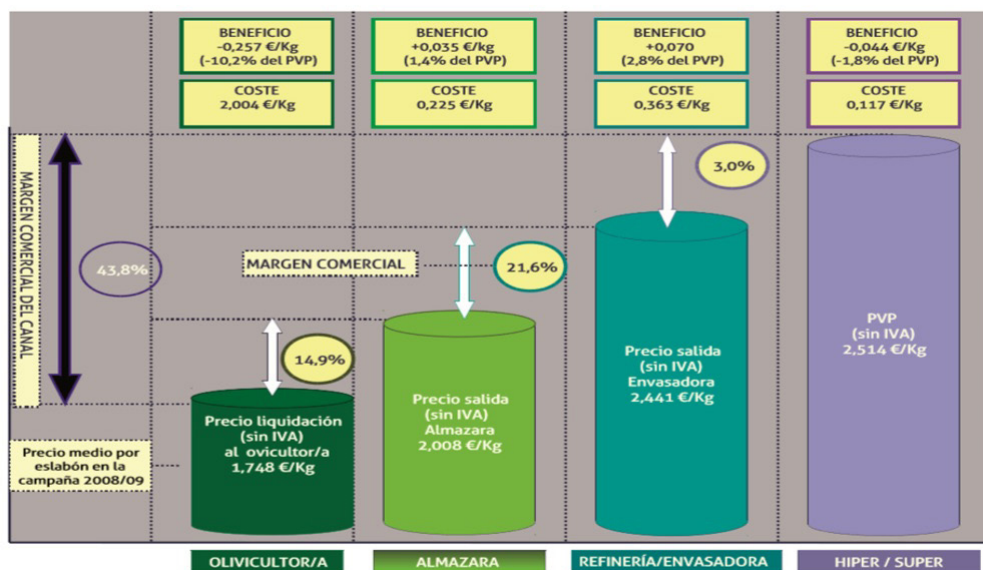 BENEFICIO
-0,257 €/Kg
(-10,2% del PVP)
COSTE
2,004 €/Kg
BENEFICIO
+0,035 €/kg
(1,4% del PVP)
COSTE
0,225 €/Kg
BENEFICIO
+0,070
(2,8% del PVP)
COSTE
0,363 €/Kg
BENEFICIO
-0,044 €/Kg
(-1,8% del PVP)
COSTE
0,117 €/Kg
MARGEN COMERCIAL DEL CANAL
43,8%
MARGEN COMERCIAL
14,9%
21,6%
3,0%
Precio liquidación
(sin IVA)
al ovicultor/a
1,748 €/Kg
Precio salida
(sin IVA)
Almazara
2,008 €/Kg
Precio salida
(sin IVA)
Envasadora
2,441 €/Kg
PVP
(sin IVA)
2,514 €/Kg
Precio medio por
eslabón en la
campaña 2008/09
OLIVICULTOR/A
ALMAZARA
REFINERÍA/ENVASADORA
HIPER / SUPER